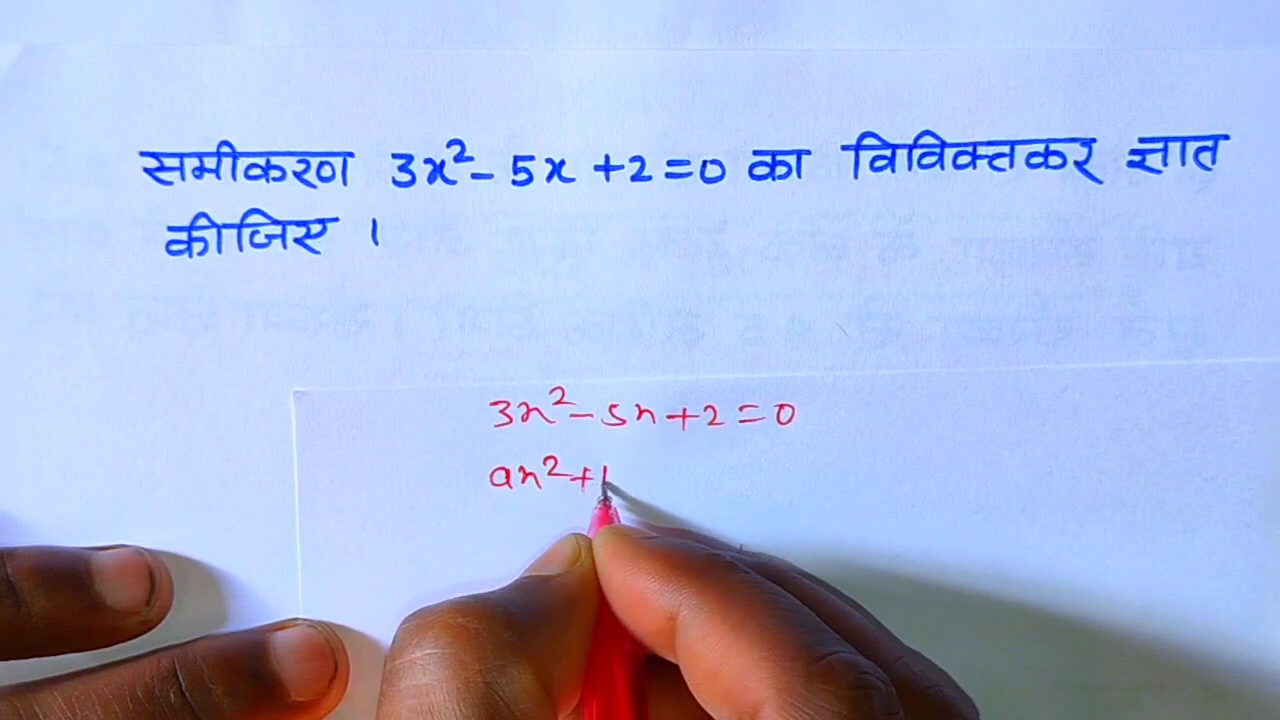 समीकरण 3x² - 5x + 2 = 0 का विविक्तकर ज्ञात
कीजिए ।
3x² - 5x + 2 = 0
ax² +